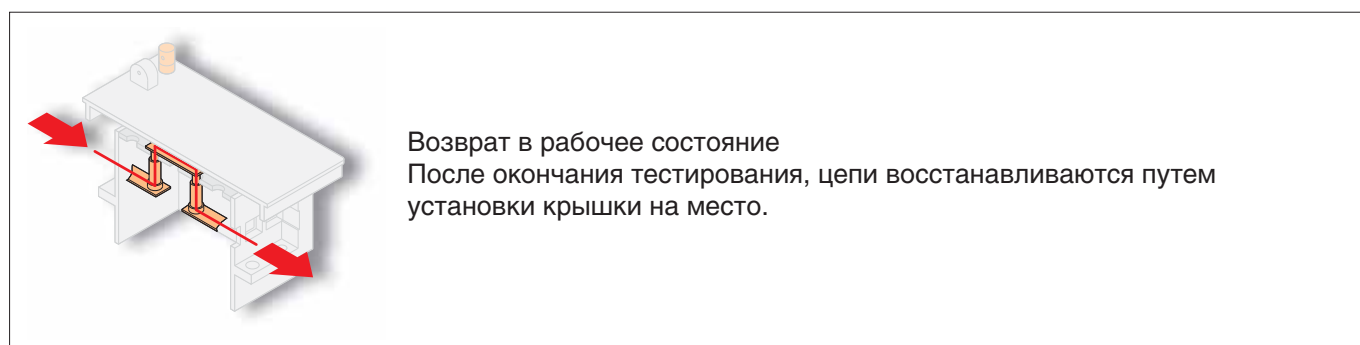 Возврат в рабочее состояние
После окончания тестирования, цепи восстанавливаются путем
установки крышки на место.